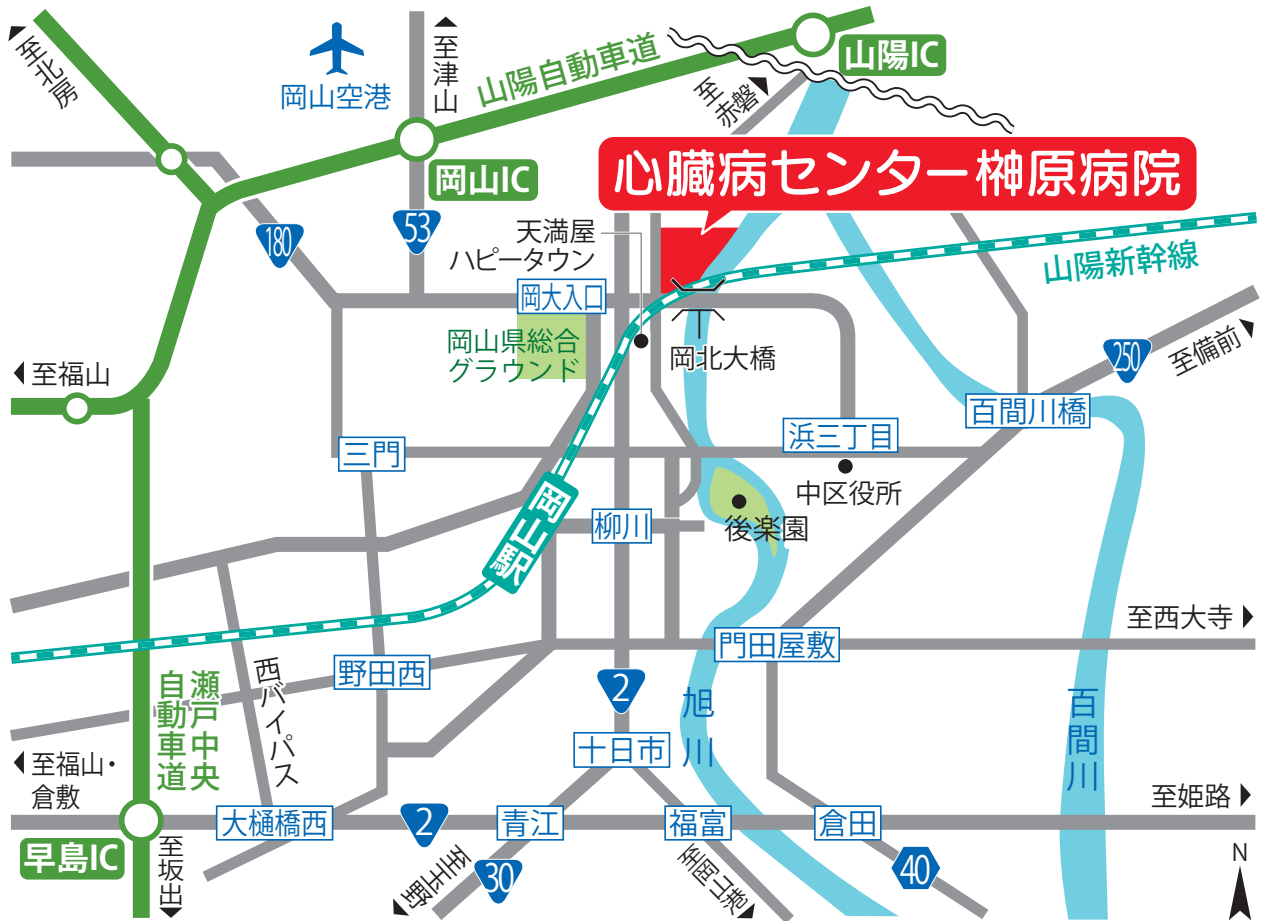 至北房
岡山空港
至津山
山陽自動車道
山陽IC
至
赤磐
岡山IC
心臓病センター榊原病院
180
53
天満屋
ハピータウン
山陽新幹線
岡大入口
岡山県総合
グラウンド
岡北大橋
250
至備前
至福山
百間川橋
浜三丁目
三門
中区役所
岡山駅
柳川
後楽園
至西大寺
門田屋敷
野田西
瀬戸中央
自動車道
西バイパス
2
旭川
百間川
十日市
至福山・
倉敷
至姫路
大樋橋西
2
青江
福富
倉田
早島IC
至坂出
至玉野
30
至岡山港
40
N